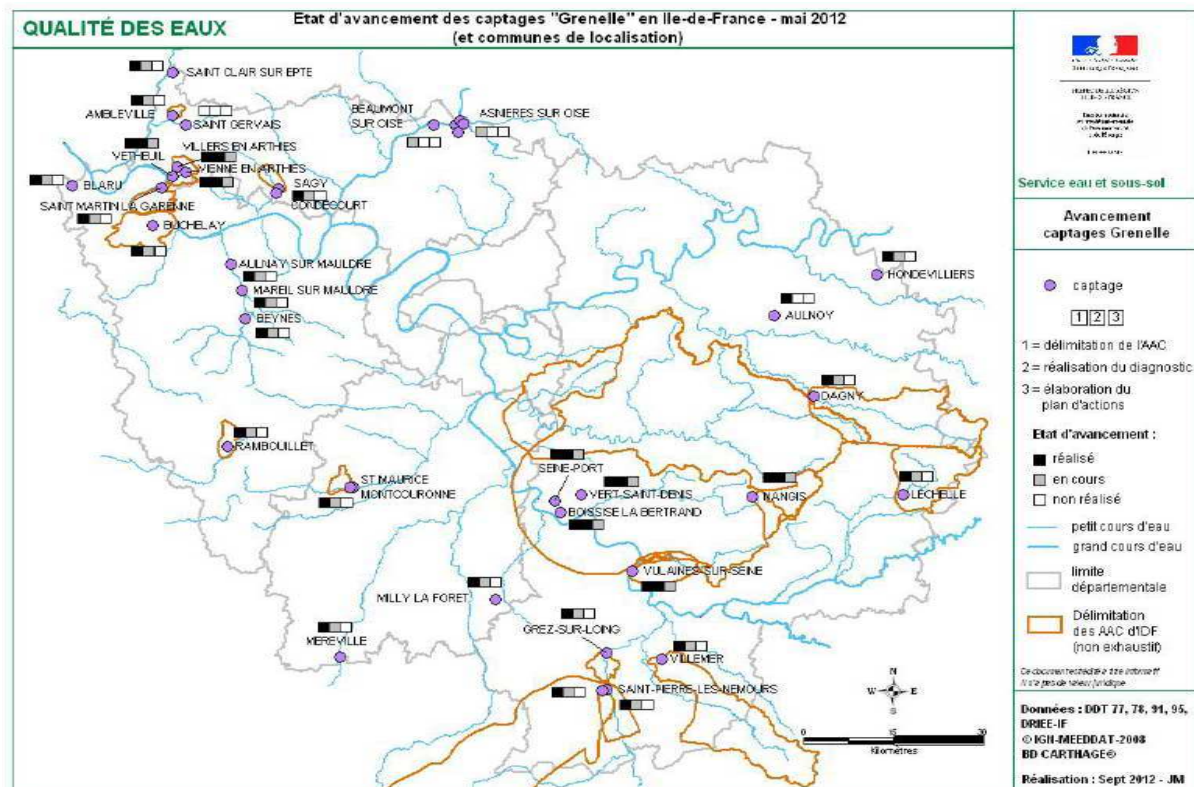 QUALITÉ DES EAUX
Etat d'avancement des captages "Grenelle" en Ile-de-France - mai 2012
(et communes de localisation)
SAINT CLAIR SUR EPTE
AMBLEVILLE
SAINT GERVAIS
BEAUMONT
SUR OISE
ASNIERES SUR OISE
VILLERS EN ARTHIES
VETHEUIL
VIENNE EN ARTHIES
BLARU
SAGY
CONDECOURT
SAINT MARTIN LA GARENNE
BUCHELAY
AULNAY SUR MAULDRE
MAREIL SUR MAULDRE
BEYNES
HONDEVILLIERS
AULNOY
DAGNY
RAMBOUILLET
ST MAURICE
MONTCOURONNE
SEINE-PORT
VERT-SAINT-DENIS
BOISSISE LA BERTRAND
NANGIS
LECHELLE
VULAINES-SUR-SEINE
MILLY LA FORET
GREZ-SUR-LOING
MEREVILLE
VILLEMER
SAINT-PIERRE-LES-NEMOURS
N
W E
S
0 15 30
Kilomètres
Service eau et sous-sol
Avancement
captages Grenelle
captage
1 2 3
1 = délimitation de l'AAC
2 = réalisation du diagnostic
3 = élaboration du
plan d'actions
Etat d'avancement :
réalisé
en cours
non réalisé
petit cours d'eau
grand cours d'eau
limite
départementale
Délimitation
des AAC d'IDF
(non exhaustif)
Données : DDT 77, 78, 91, 95,
DRIEE-IF
© IGN-MEEDDAT-2008
BD CARTHAGE©
Réalisation : Sept 2012 - JM